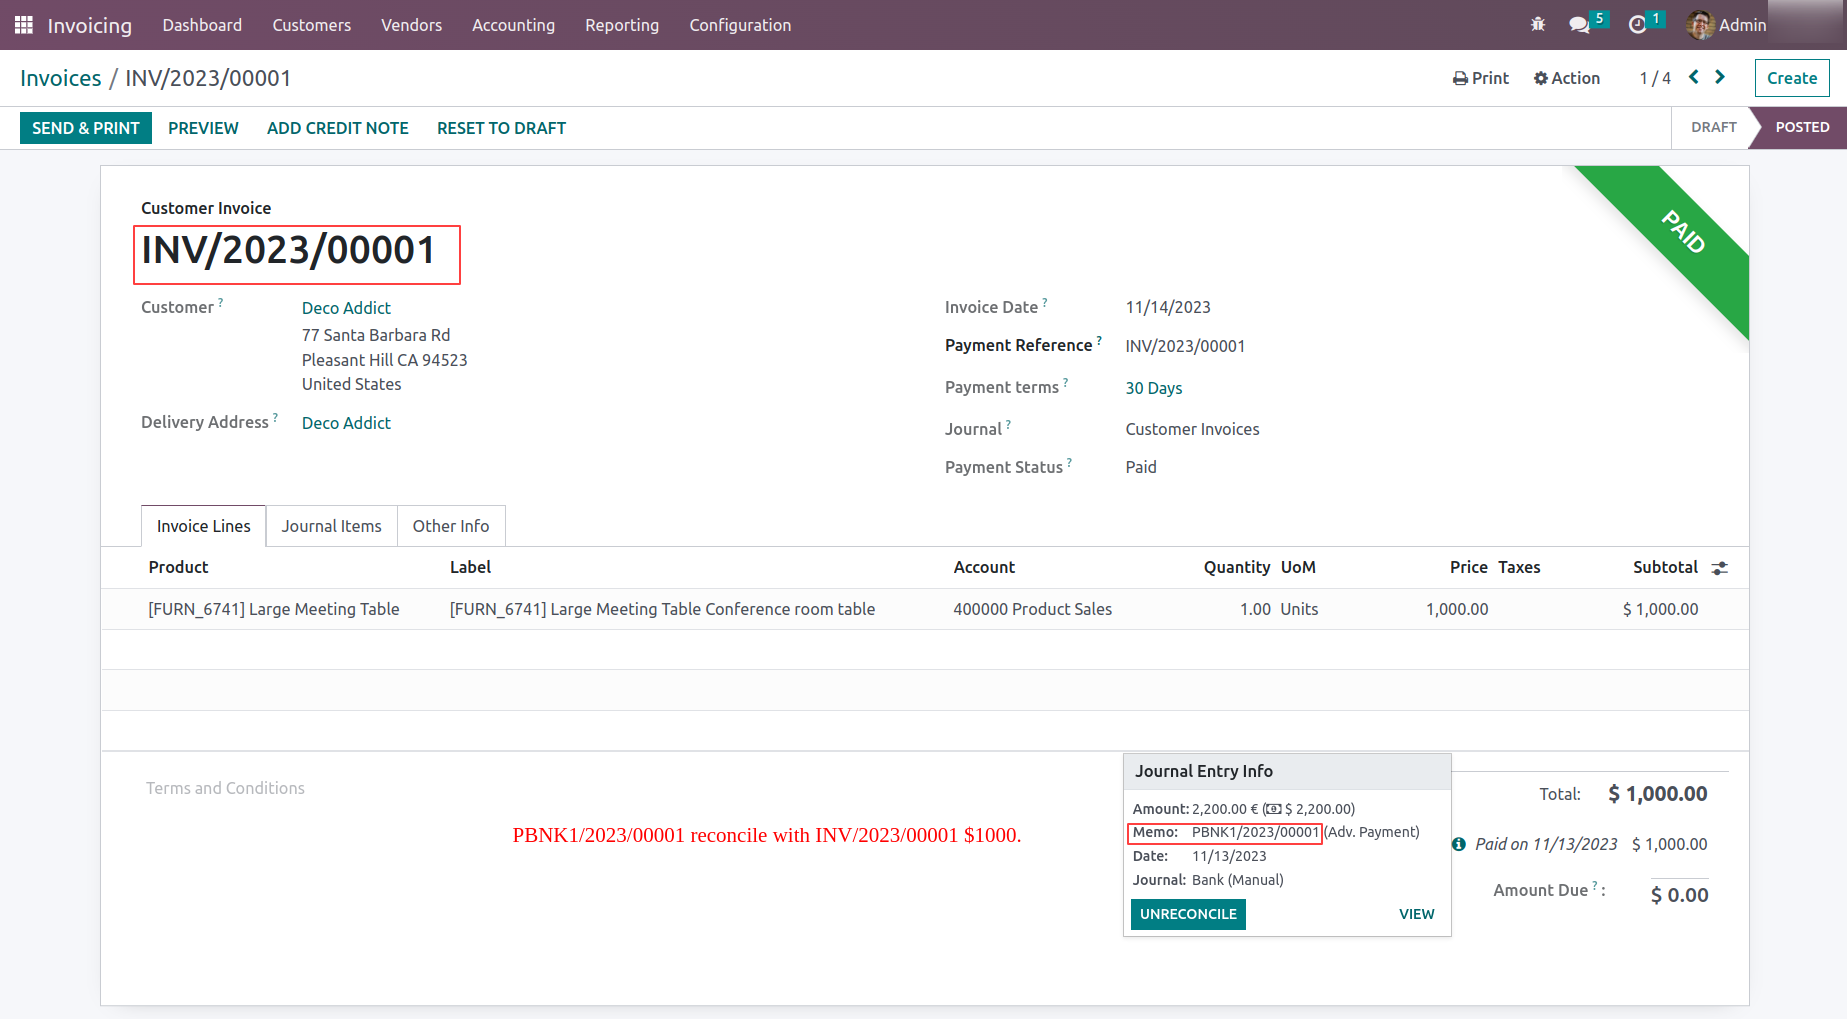 Invoicing Dashboard Customers Vendors Accounting Reporting Configuration 5 1 Admin
Invoices / INV/2023/00001 Print Action 1 / 4 Create
SEND & PRINT PREVIEW ADD CREDIT NOTE RESET TO DRAFT DRAFT POSTED
PAID
Customer Invoice
INV/2023/00001
Customer ? Deco Addict Invoice Date ? 11/14/2023
77 Santa Barbara Rd
Payment Reference ? INV/2023/00001
Pleasant Hill CA 94523
United States Payment terms ? 30 Days
Delivery Address ? Deco Addict Journal ? Customer Invoices
Payment Status ? Paid
Invoice Lines Journal Items Other Info
Product Label Account Quantity UoM Price Taxes Subtotal
[FURN_6741] Large Meeting Table [FURN_6741] Large Meeting Table Conference room table 400000 Product Sales 1.00 Units 1,000.00 $ 1,000.00
Terms and Conditions
PBNK1/2023/00001 reconcile with INV/2023/00001 $1000.
Journal Entry Info
Amount: 2,200.00 € ( $ 2,200.00)
Memo: PBNK1/2023/00001 (Adv. Payment)
Date: 11/13/2023
Journal: Bank (Manual)
UNRECONCILE VIEW
Total: $ 1,000.00
Paid on 11/13/2023 $ 1,000.00
Amount Due ? : $ 0.00